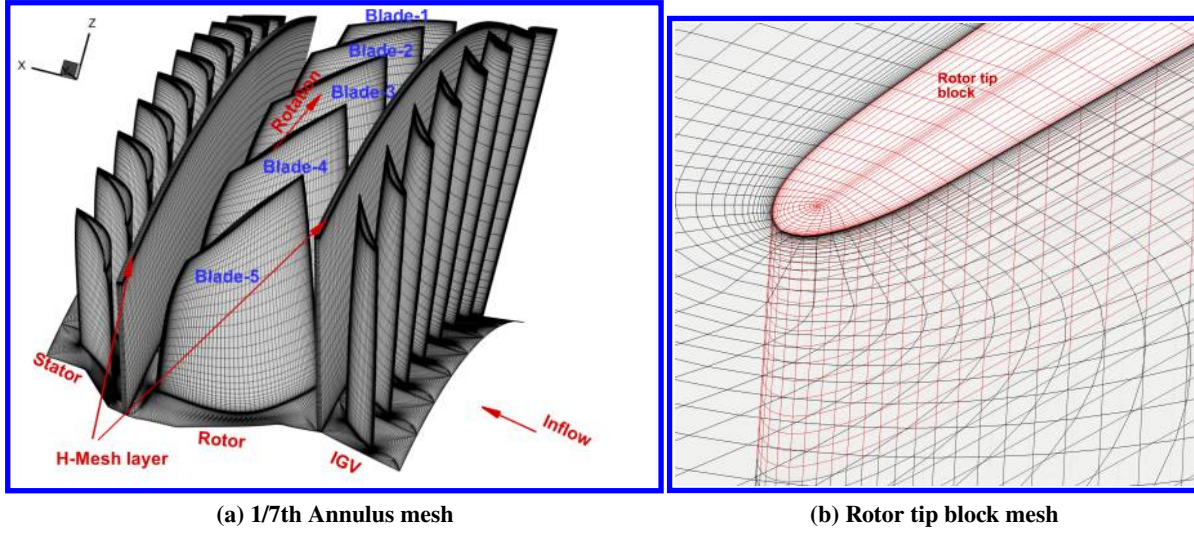 Blade-1
Z
X
Blade-2
Blade-3
Rotation
Blade-4
Blade-5
Stator
Rotor
H-Mesh layer
IGV
Inflow
Rotor tip
block
(a) 1/7th Annulus mesh
(b) Rotor tip block mesh